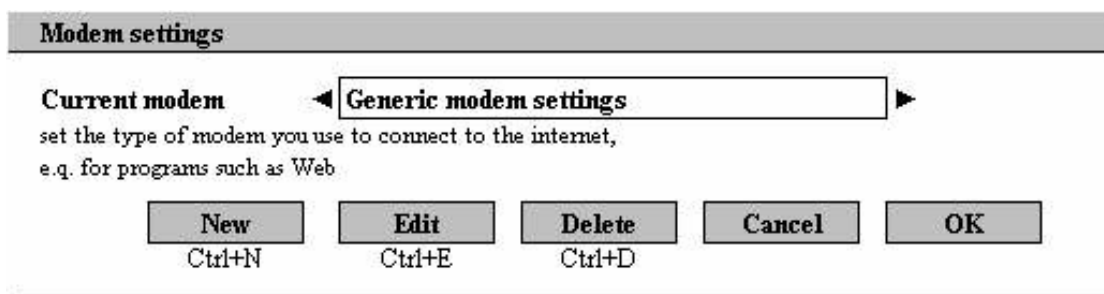 Modem settings
Current modem Generic modem settings
set the type of modem you use to connect to the internet,
e.q. for programs such as Web
New Edit Delete Cancel OK
Ctrl+N Ctrl+E Ctrl+D